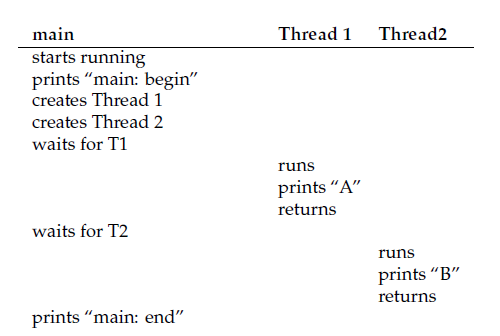 main Thread 1 Thread2
starts running
prints “main: begin”
creates Thread 1
creates Thread 2
waits for T1
runs
prints “A”
returns
waits for T2
runs
prints “B”
returns
prints “main: end”